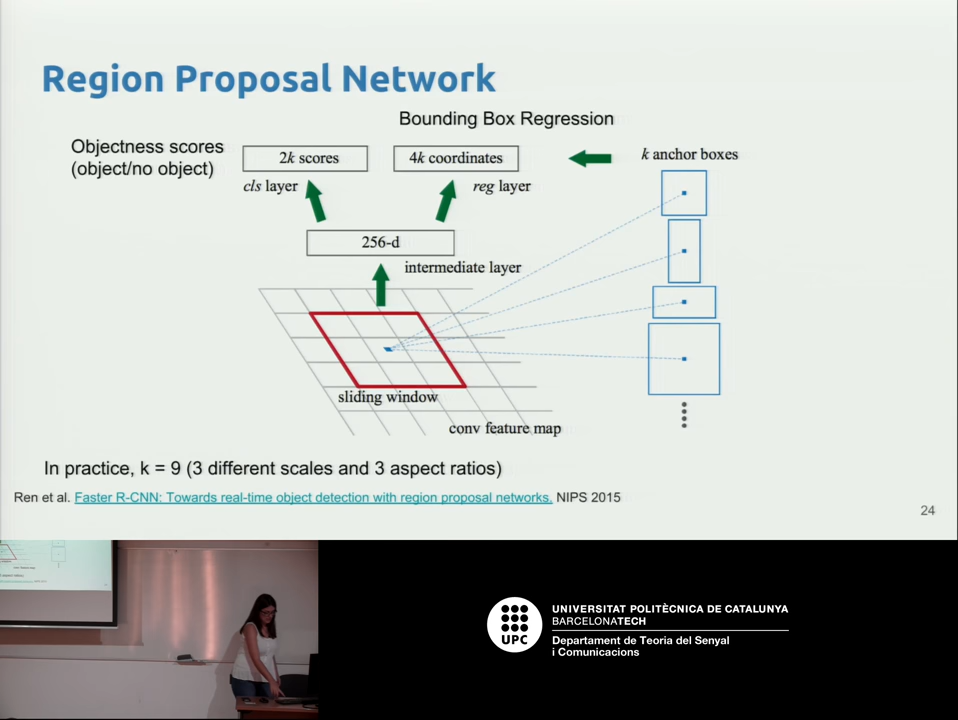 Region Proposal Network
Bounding Box Regression
Objectness scores
(object/no object)
2k scores
4k coordinates
k anchor boxes
cls layer
reg layer
256-d
intermediate layer
sliding window
conv feature map
In practice, k = 9 (3 different scales and 3 aspect ratios)
Ren et al. Faster R-CNN: Towards real-time object detection with region proposal networks. NIPS 2015
24
UPC
UNIVERSITAT POLITÈCNICA DE CATALUNYA
BARCELONATECH
Departament de Teoria del Senyal
i Comunicacions